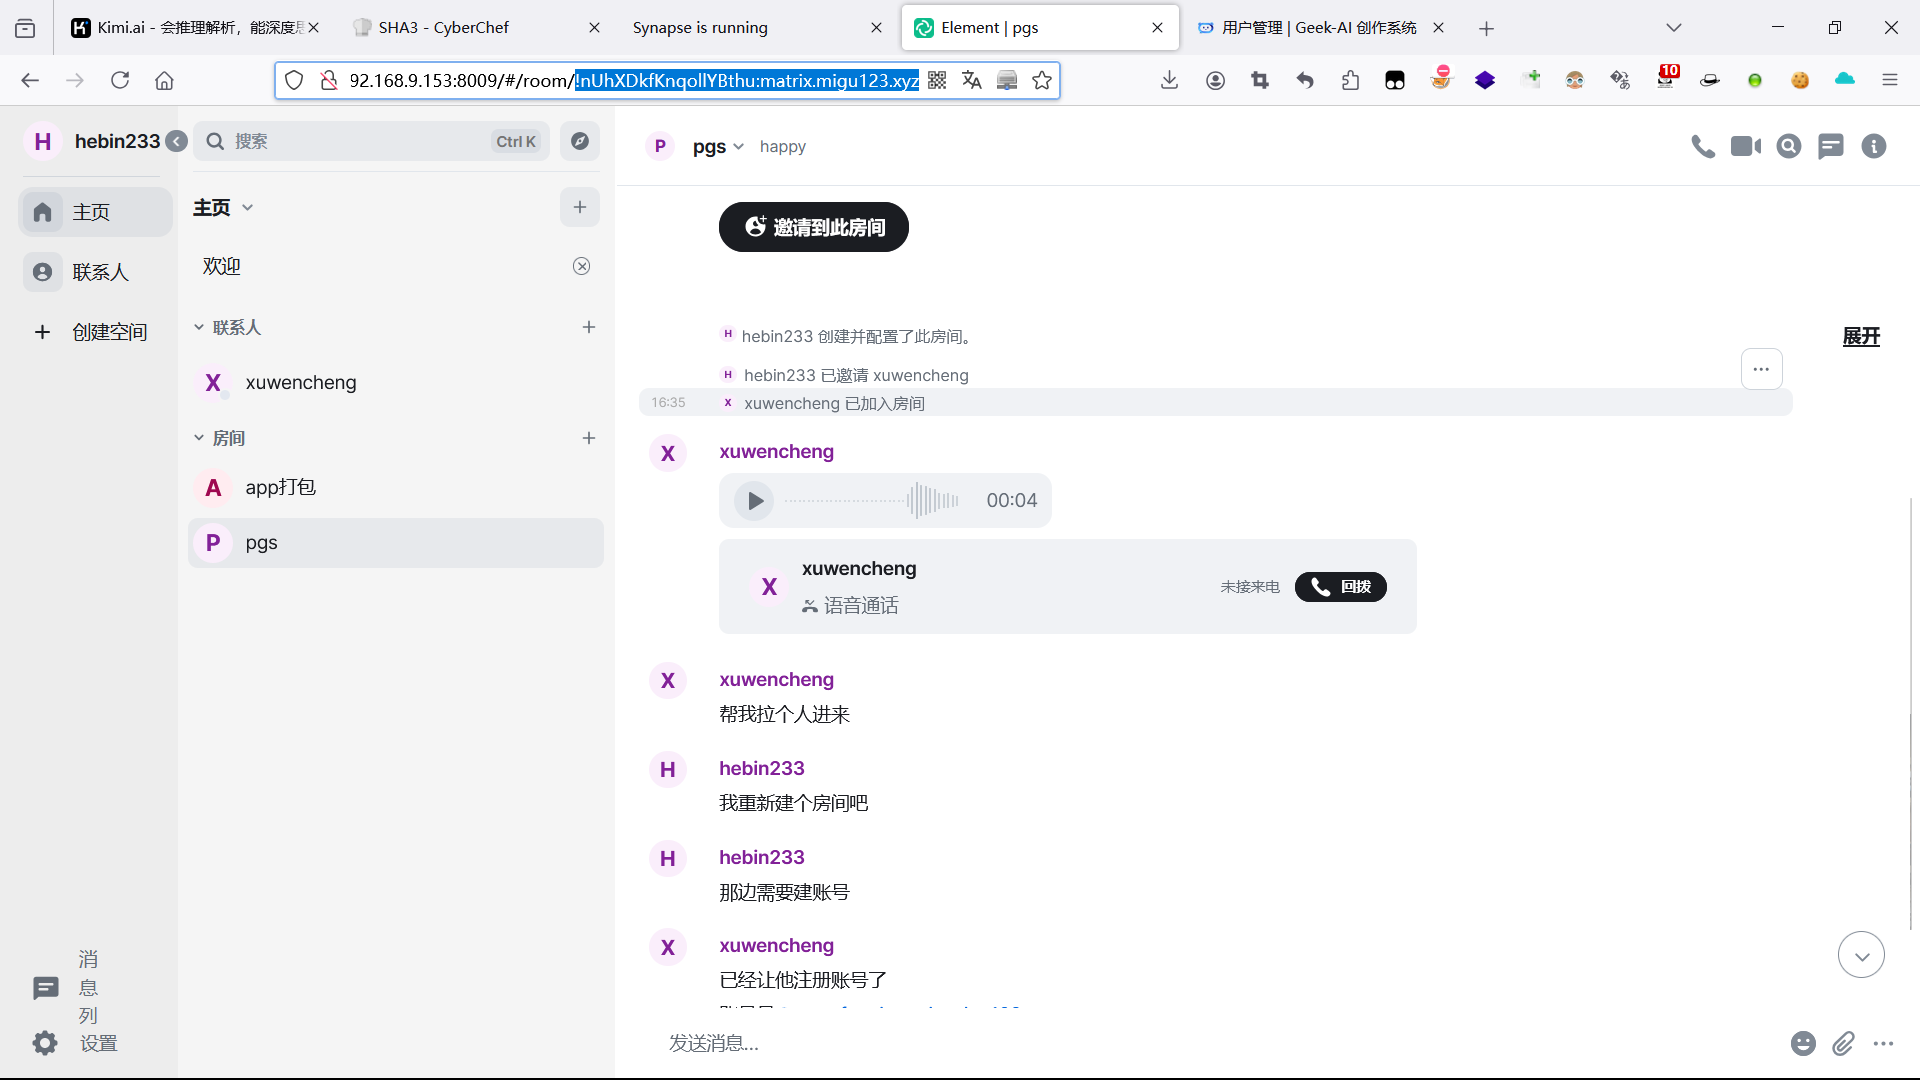 Kimi.ai - 会推理解析，能深度思
SHA3 - CyberChef
Synapse is running
Element | pgs
用户管理 | Geek-AI 创作系统
92.168.9.153:8009/#/room/!nUhXDkfKnqollYBthu:matrix.migu123.xyz
10
H
hebin233
搜索
Ctrl K
P
pgs
happy
主页
主页
邀请到此房间
联系人
欢迎
创建空间
联系人
H hebin233 创建并配置了此房间。
展开
X xuwencheng
H hebin233 已邀请 xuwencheng
16:35 X xuwencheng 已加入房间
房间
A app打包
P pgs
X xuwencheng
00:04
X xuwencheng
语音通话
未接来电
回拨
X xuwencheng
帮我拉个人进来
H hebin233
我重新建个房间吧
H hebin233
那边需要建账号
X xuwencheng
已经让他注册账号了
消
息
列
设置
发送消息…